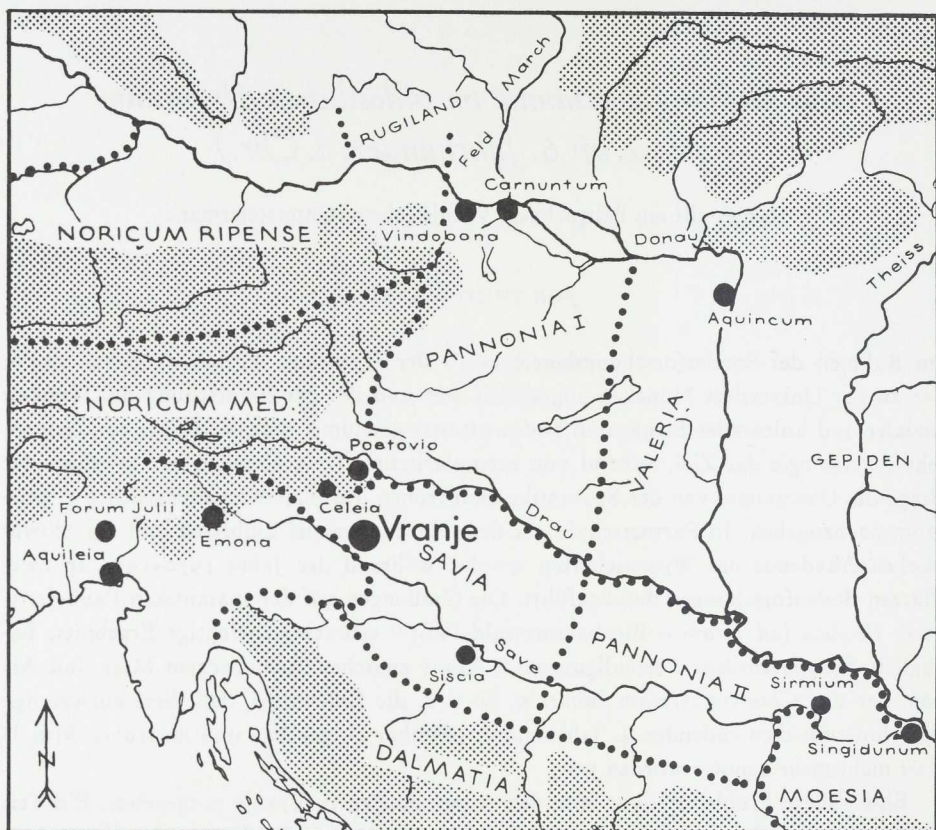 RUGILAND
March
Feld
Carnuntum
Vindobona
Donau
NORICUM RIPENSE
Theiss
Aquincum
PANNONIA I
NORICUM MED.
VALERIA
GEPIDEN
Poetavio
Celeia
Forum Julii
Emona
Vranje
Drau
Aquileia
SAVIA
PANNONIA II
Siscia
Save
Sirmium
Singidunum
DALMATIA
MOESIA
N